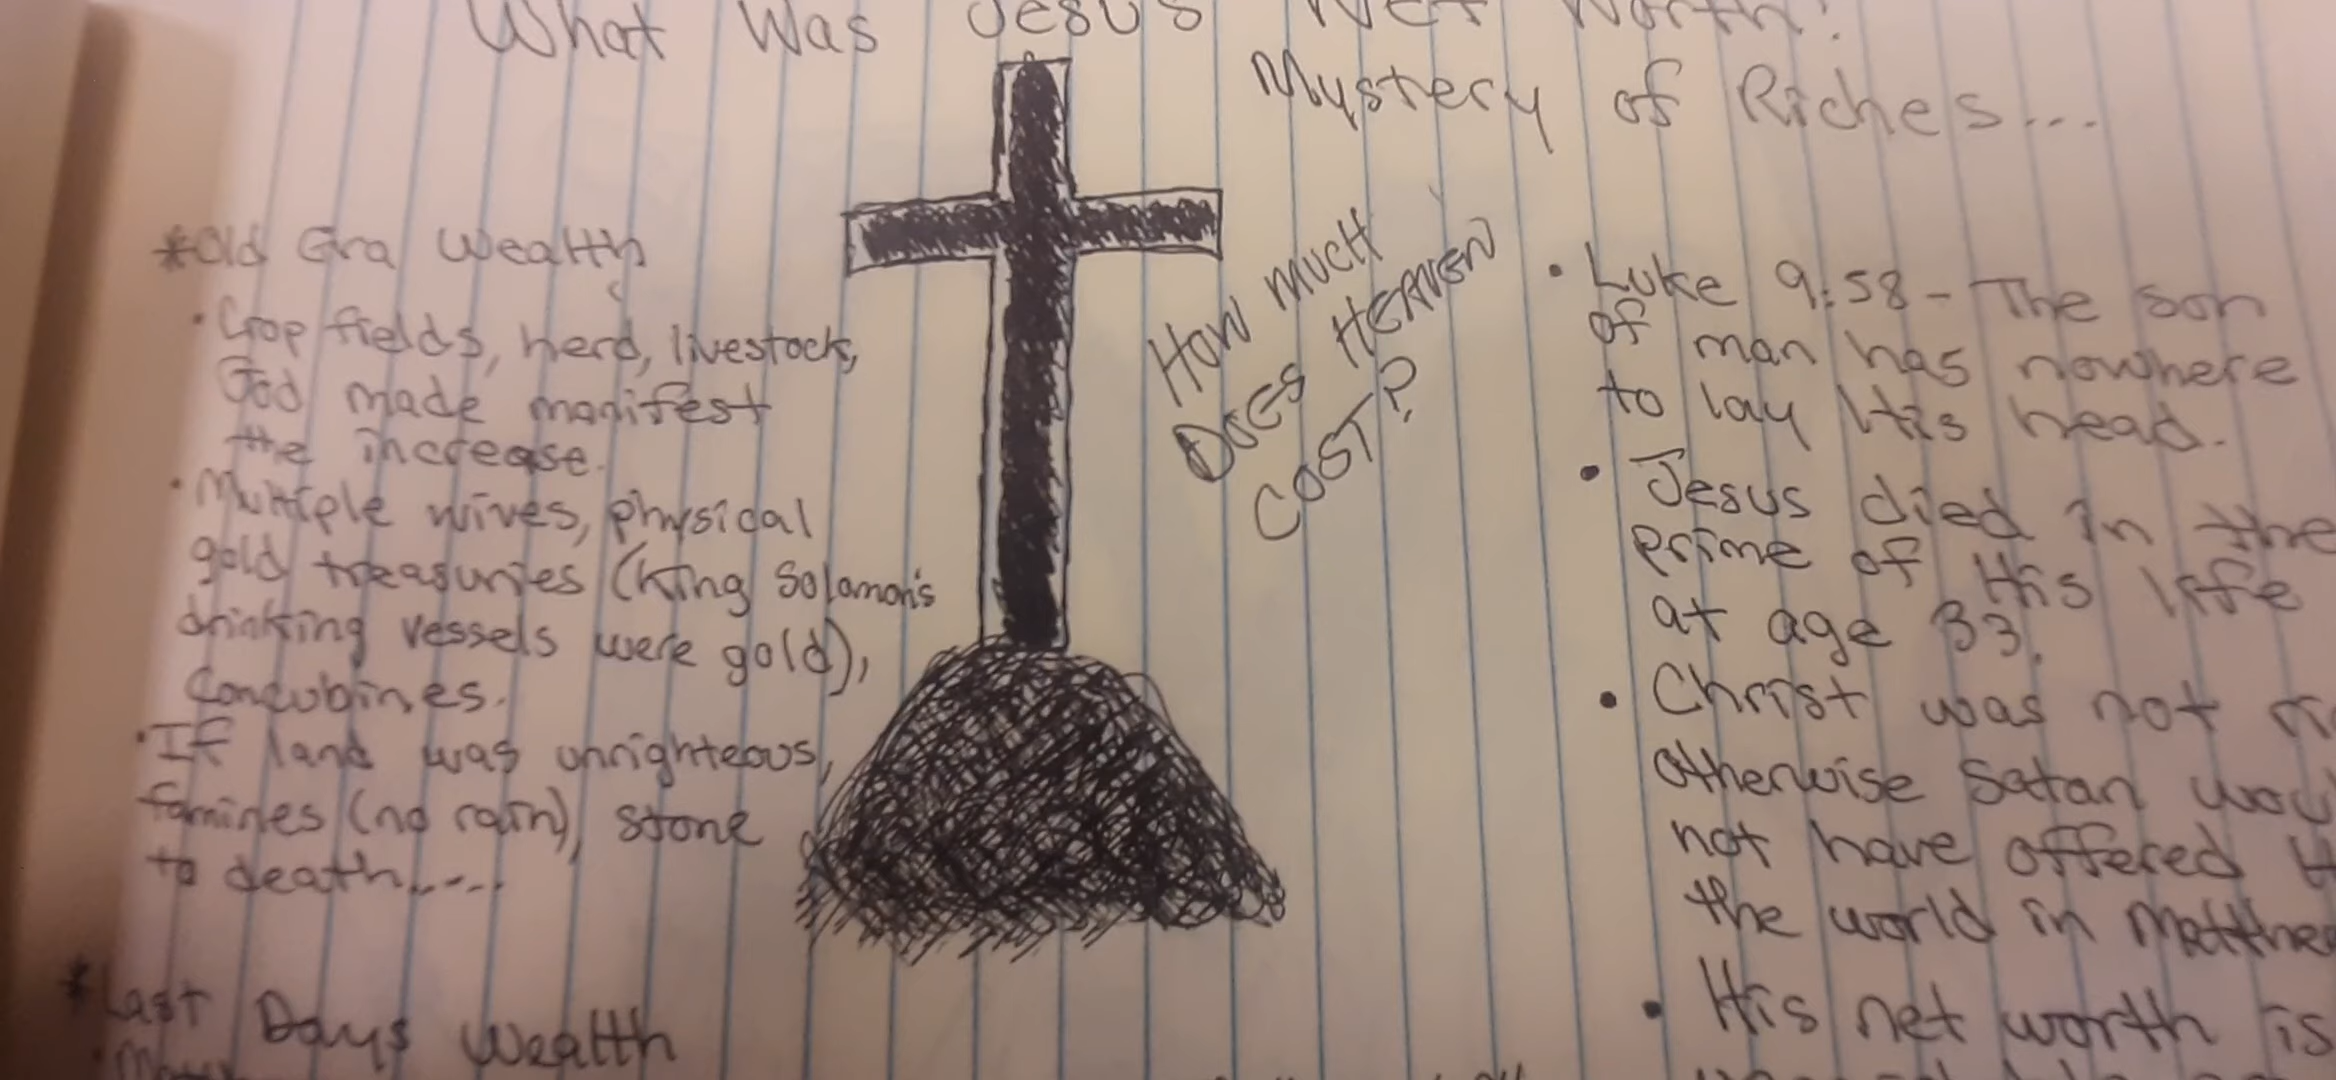 What Was Jesus Net Worth?
Mystery of Riches...
*Old Era Wealth
• Crop fields, herd, livestock,
God made manifest
the increase.
• Multiple wives, physical
gold treasuries (King Solomon's
drinking vessels were gold),
Concubines.
• If land was unrighteous,
famines (no rain), stone
to death.....
*Last Days Wealth
HOW MUCH
DOES HEAVEN
COST?
• Luke 9:58 - The son
of man has nowhere
to lay His head.
• Jesus died in the
prime of His life
at age 33.
• Christ was not
otherwise Satan
not have offered
the world in
• His net worth is